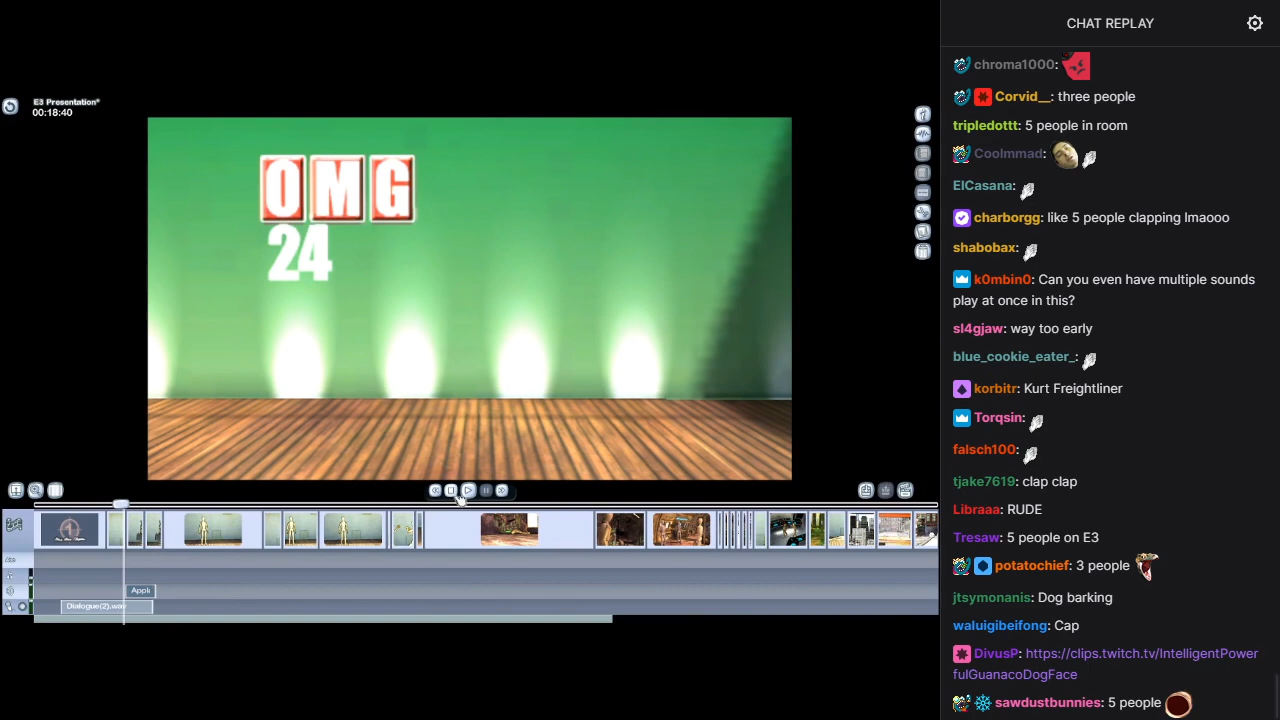 E3 Presentation*
00:18:40
OMG
24
Appl
Dialogue(2).wav
CHAT REPLAY
chroma1000:
Corvid__: three people
tripledottt: 5 people in room
Coolmmad:
ElCasana:
charborgg: like 5 people clapping lmaooo
shabobax:
k0mbin0: Can you even have multiple sounds
play at once in this?
sl4gjaw: way too early
blue_cookie_eater_:
korbitr: Kurt Freightliner
Torqsin:
falsch100:
tjake7619: clap clap
Libraaa: RUDE
Tresaw: 5 people on E3
potatochief: 3 people
jtsymonanis: Dog barking
waluigibeifong: Cap
DivusP: https://clips.twitch.tv/IntelligentPower
fulGuanacoDogFace
sawdustbunnies: 5 people